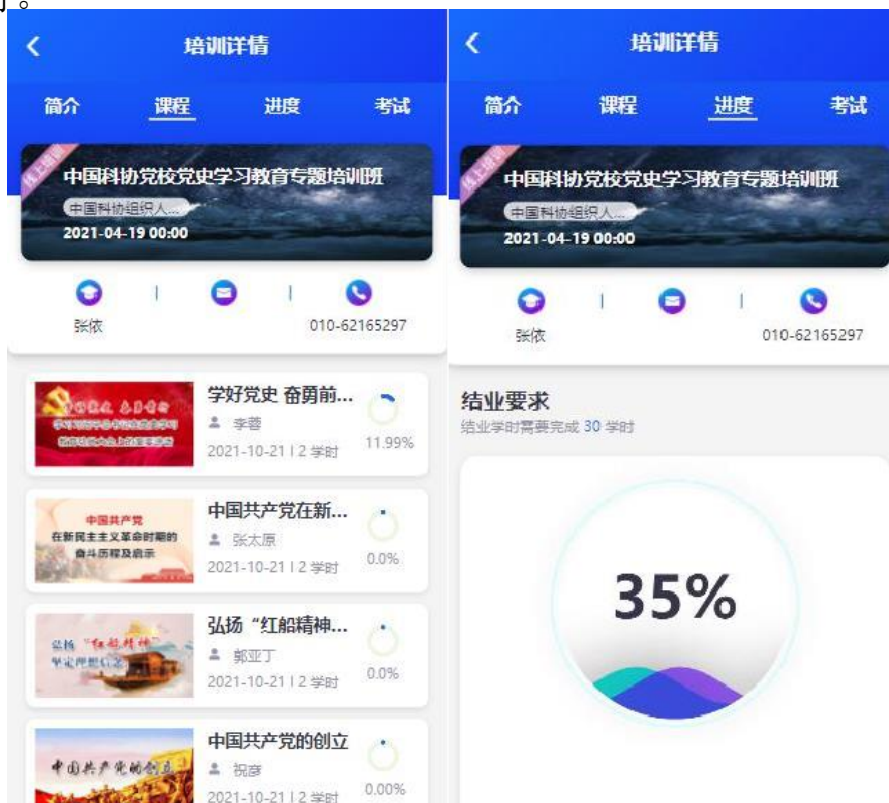 培训详情
简介 课程 进度 考试
线上培训
中国科协党校党史学习教育专题培训班
中国科协组织人...
2021-04-19 00:00
张依
010-62165297
学好党史 奋勇前...
李蓉
2021-10-21 | 2 学时
11.99%
中国共产党
在新民主主义革命时期的
奋斗历程及启示
中国共产党在新...
张太原
2021-10-21 | 2 学时
0.0%
弘扬“红船精神”
坚定理想信念
弘扬“红船精神...
郭亚丁
2021-10-21 | 2 学时
0.0%
中国共产党的创立
中国共产党的创立
祝彦
2021-10-21 | 2 学时
0.00%
培训详情
简介 课程 进度 考试
线上培训
中国科协党校党史学习教育专题培训班
中国科协组织人...
2021-04-19 00:00
张依
010-62165297
结业要求
结业学时需要完成 30 学时
35%